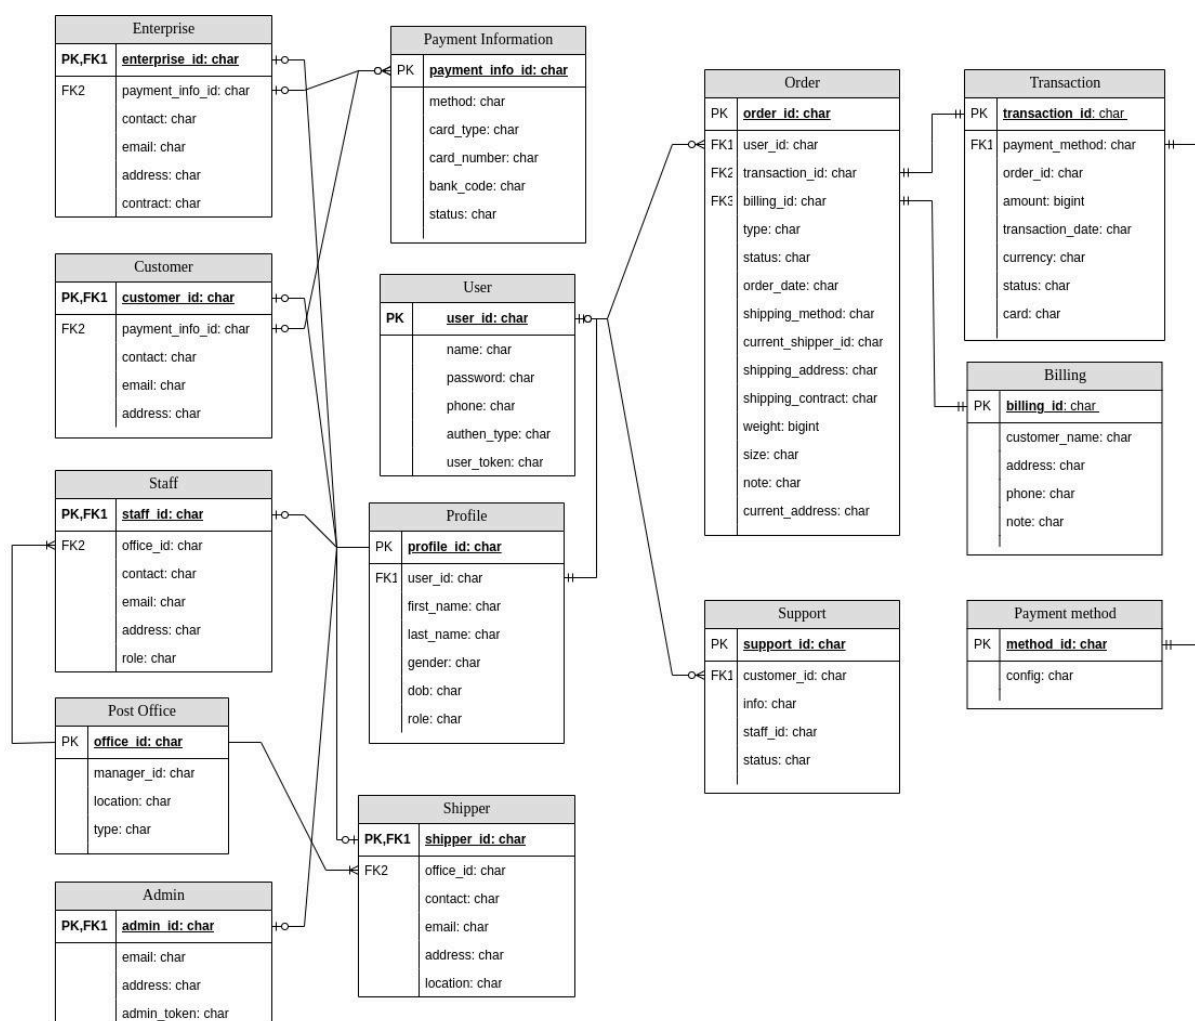 Enterprise
PK,FK1 enterprise_id: char
FK2 payment_info_id: char
contact: char
email: char
address: char
contract: char
Payment Information
PK payment_info_id: char
method: char
card_type: char
card_number: char
bank_code: char
status: char
Customer
PK,FK1 customer_id: char
FK2 payment_info_id: char
contact: char
email: char
address: char
User
PK user_id: char
name: char
password: char
phone: char
authen_type: char
user_token: char
Staff
PK,FK1 staff_id: char
FK2 office_id: char
contact: char
email: char
address: char
role: char
Profile
PK profile_id: char
FK1 user_id: char
first_name: char
last_name: char
gender: char
dob: char
role: char
Post Office
PK office_id: char
manager_id: char
location: char
type: char
Shipper
PK,FK1 shipper_id: char
FK2 office_id: char
contact: char
email: char
address: char
location: char
Admin
PK,FK1 admin_id: char
email: char
address: char
admin_token: char
Order
PK order_id: char
FK1 user_id: char
FK2 transaction_id: char
FK3 billing_id: char
type: char
status: char
order_date: char
shipping_method: char
current_shipper_id: char
shipping_address: char
shipping_contract: char
weight: bigint
size: char
note: char
current_address: char
Transaction
PK transaction_id: char
FK1 payment_method: char
order_id: char
amount: bigint
transaction_date: char
currency: char
status: char
card: char
Billing
PK billing_id: char
customer_name: char
address: char
phone: char
note: char
Support
PK support_id: char
FK1 customer_id: char
info: char
staff_id: char
status: char
Payment method
PK method_id: char
config: char